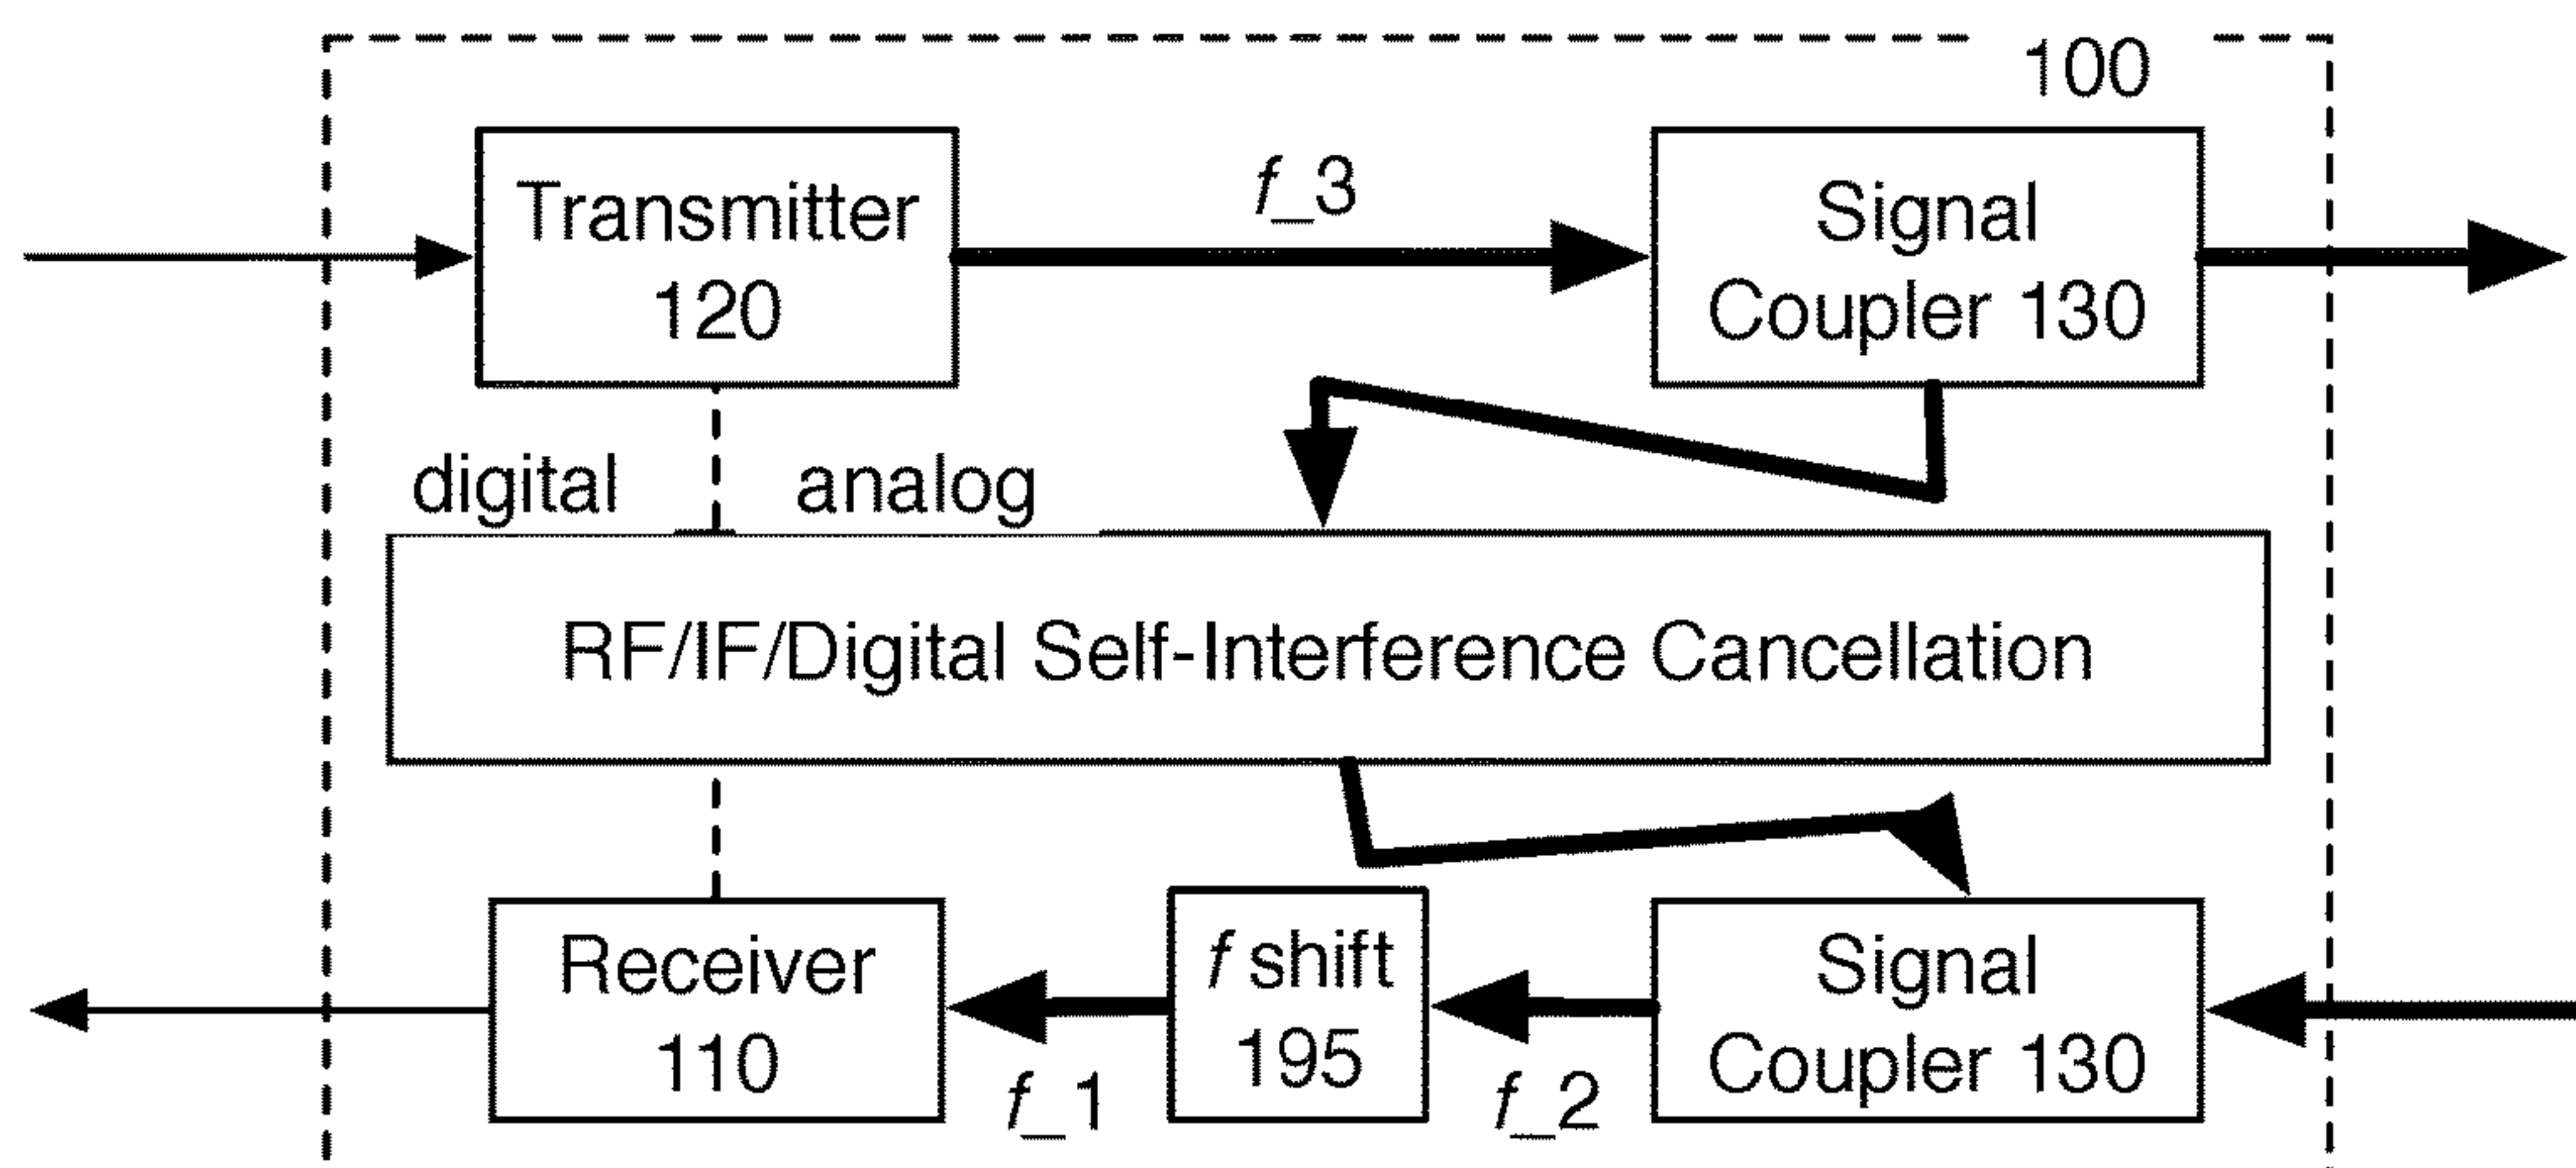 100
Transmitter
120
f_3
Signal
Coupler 130
digital
analog
RF/IF/Digital Self-Interference Cancellation
Receiver
110
f_1
f shift
195
f_2
Signal
Coupler 130